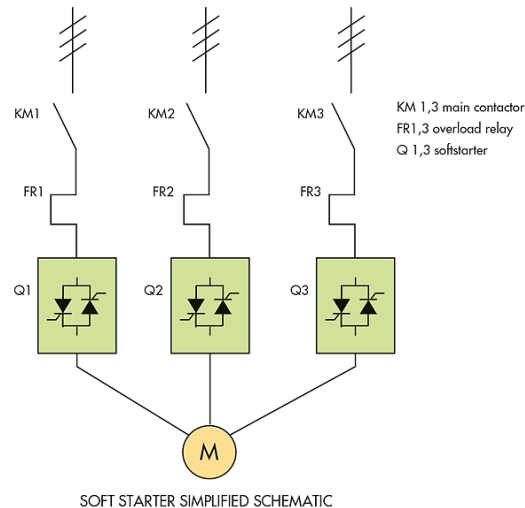 KM1
KM2
KM3
KM 1,3 main contactor
FR1,3 overload relay
Q 1,3 softstarter
FR1
FR2
FR3
Q1
Q2
Q3
M
SOFT STARTER SIMPLIFIED SCHEMATIC